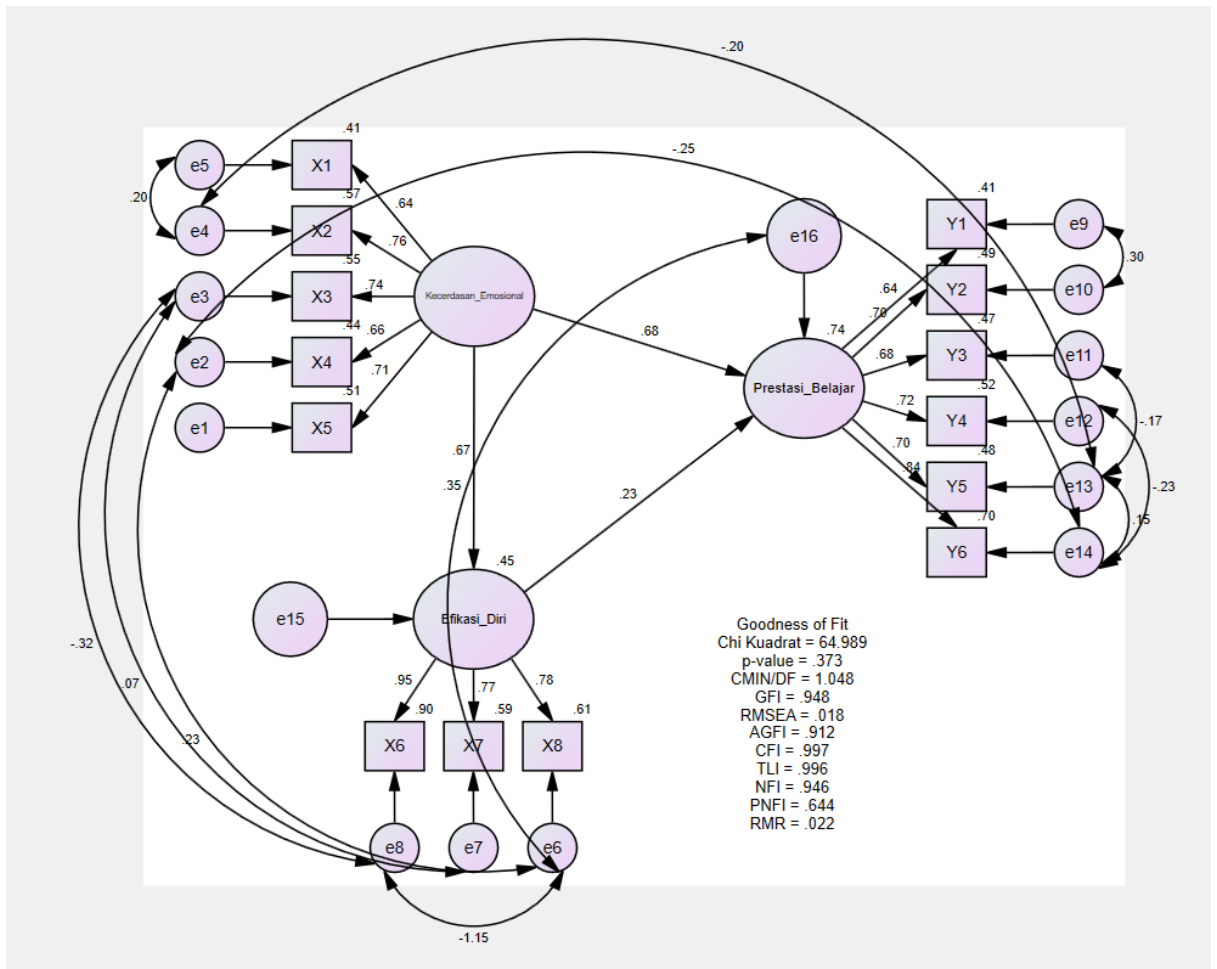 -.20
.41
-.25
e5
X1
.20
.57
.64
.41
e4
X2
.76
e16
Y1
e9
.55
.49
.30
e3
X3
.74
Kecerdasan_Emosional
.64
Y2
e10
.44
.66
.68
.70
.47
.74
e2
X4
.71
.68
Y3
e11
.51
Prestasi_Belajar
.52
e1
X5
.72
Y4
e12
-.17
.67
.70
.48
.35
.84
Y5
e13
-.23
.23
.70
.15
Y6
e14
.45
e15
Efikasi_Diri
-.32
.07
.95
.77
.78
.90
.59
.61
.23
X6
X7
X8
e8
e7
e6
-1.15
Goodness of Fit
Chi Kuadrat = 64.989
p-value = .373
CMIN/DF = 1.048
GFI = .948
RMSEA = .018
AGFI = .912
CFI = .997
TLI = .996
NFI = .946
PNFI = .644
RMR = .022